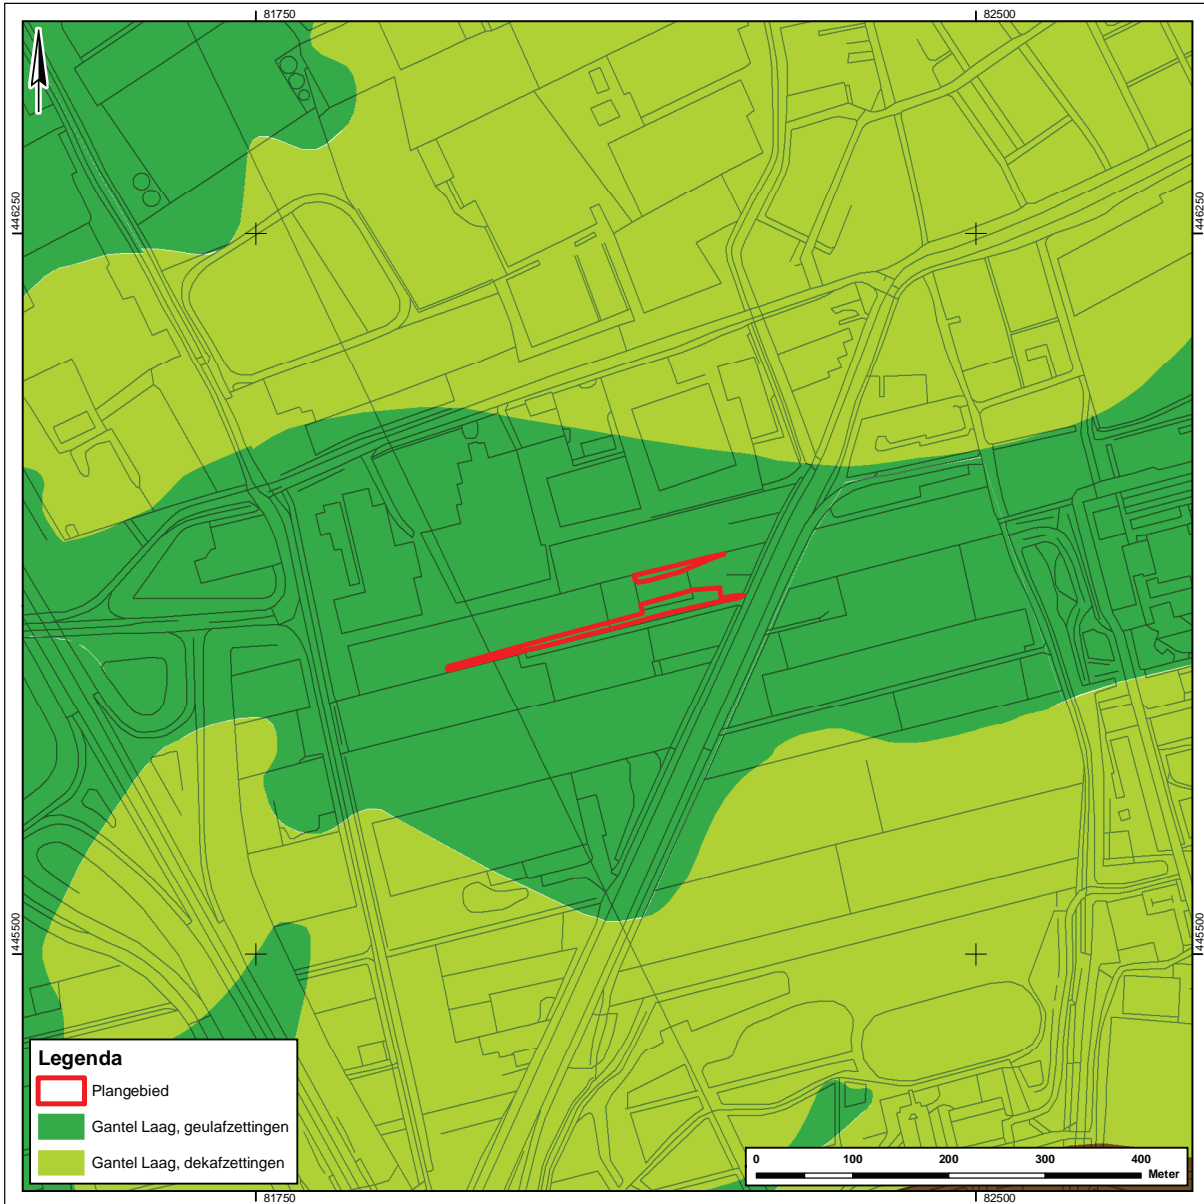 81750
82500
446250
446250
445500
445500
Legenda
Plangebied
Gantel Laag, geulafzettingen
Gantel Laag, dekafzettingen
0 100 200 300 400
Meter
81750
82500